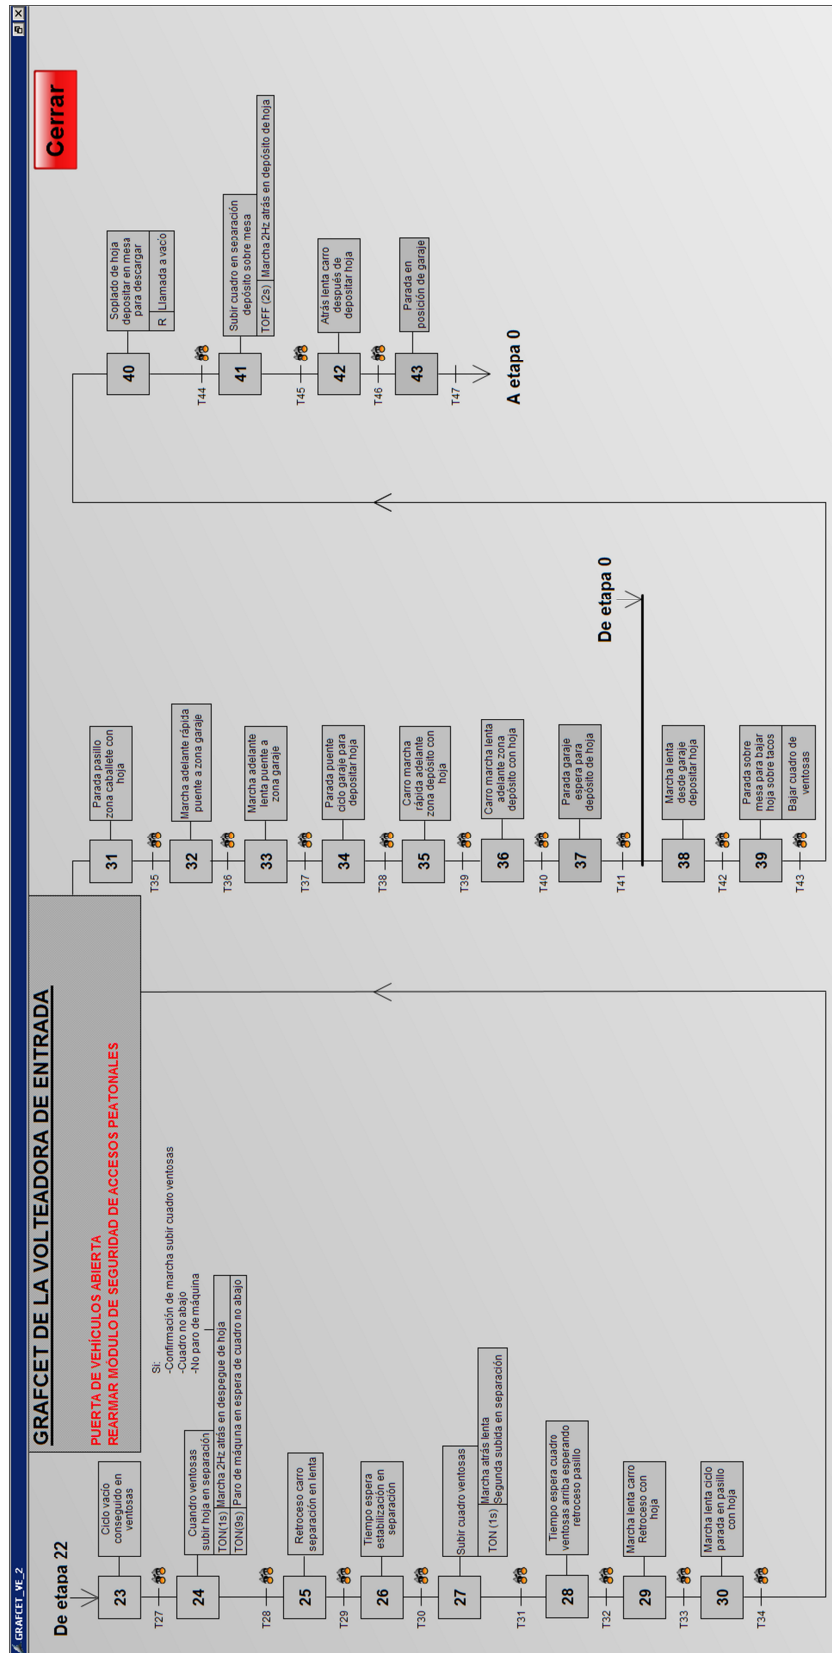 GRAFCET_VE_2
GRAFCET DE LA VOLTEADORA DE ENTRADA
PUERTA DE VEHÍCULOS ABIERTA
REARMAR MÓDULO DE SEGURIDAD DE ACCESOS PEATONALES
Cerrar
De etapa 22
23
Ciclo vacío
conseguido en
ventosas
T27
24
Cuandro ventosas
subir hoja en separación
TON(1s)
Marcha 2Hz atrás en despegue de hoja
TON(9s)
Paro de máquina en espera de cuadro no abajo
Si:
-Confirmación de marcha subir cuadro ventosas
-Cuadro no abajo
-No paro de máquina
T28
25
Retroceso carro
separación en lenta
T29
26
Tiempo espera
estabilización en
separación
T30
27
Subir cuadro ventosas
TON (1s)
Marcha atrás lenta
Segunda subida en separación
T31
28
Tiempo espera cuadro
ventosas arriba esperando
retroceso pasillo
T32
29
Marcha lenta carro
Retroceso con
hoja
T33
30
Marcha lenta ciclo
parada en pasillo
con hoja
T34
31
Parada pasillo
zona caballete con
hoja
T35
32
Marcha adelante rápida
puente a zona garaje
T36
33
Marcha adelante
lenta puente a
zona garaje
T37
34
Parada puente
ciclo garaje para
depositar hoja
T38
35
Carro marcha
rápida adelante
zona depósito con
hoja
T39
36
Carro marcha lenta
adelante zona
depósito con hoja
T40
37
Parada garaje
espera para
depósito de hoja
T41
De etapa 0
38
Marcha lenta
desde garaje
depositar hoja
T42
39
Parada sobre
mesa para bajar
hoja sobre tacos
Bajar cuadro de
ventosas
T43
40
Soplado de hoja
depositar en mesa
para descargar
R
Llamada a vacío
T44
41
Subir cuadro en separación
depósito sobre mesa
TOFF (2s)
Marcha 2Hz atrás en depósito de hoja
T45
42
Atrás lenta carro
después de
depositar hoja
T46
43
Parada en
posición de garaje
T47
A etapa 0